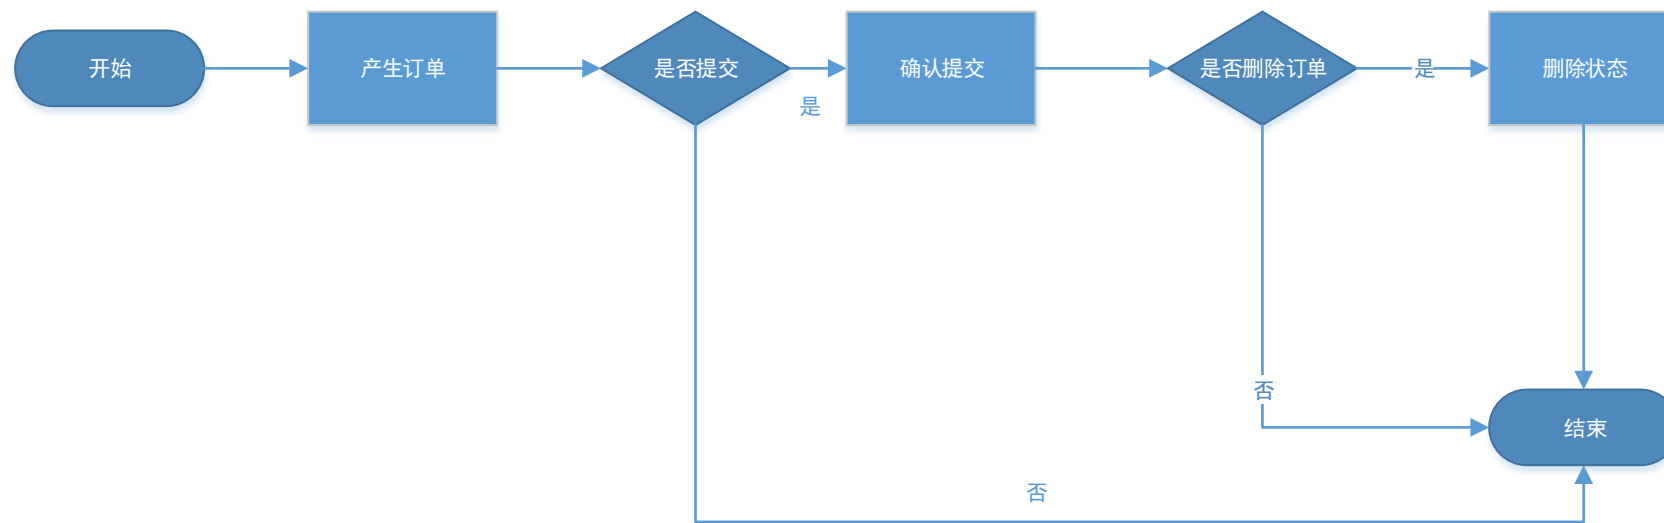 开始
产生订单
是否提交
是
确认提交
是否删除订单
是
删除状态
否
结束
否